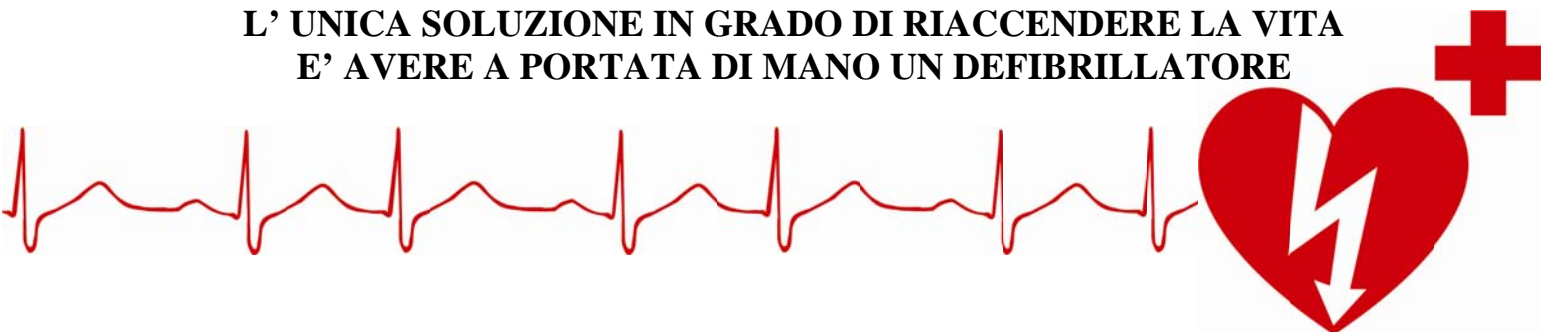 L’ UNICA SOLUZIONE IN GRADO DI RIACCENDERE LA VITA
E’ AVERE A PORTATA DI MANO UN DEFIBRILLATORE